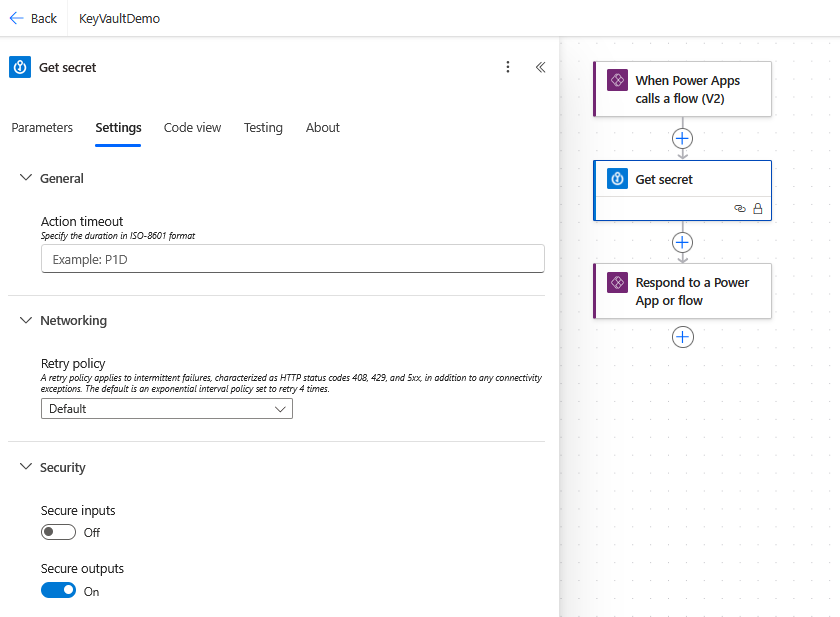 Back
KeyVaultDemo
Get secret
Parameters
Settings
Code view
Testing
About
General
Action timeout
Specify the duration in ISO-8601 format
Example: P1D
Networking
Retry policy
A retry policy applies to intermittent failures, characterized as HTTP status codes 408, 429, and 5xx, in addition to any connectivity
exceptions. The default is an exponential interval policy set to retry 4 times.
Default
Security
Secure inputs
Off
Secure outputs
On
When Power Apps
calls a flow (V2)
Get secret
Respond to a Power
App or flow